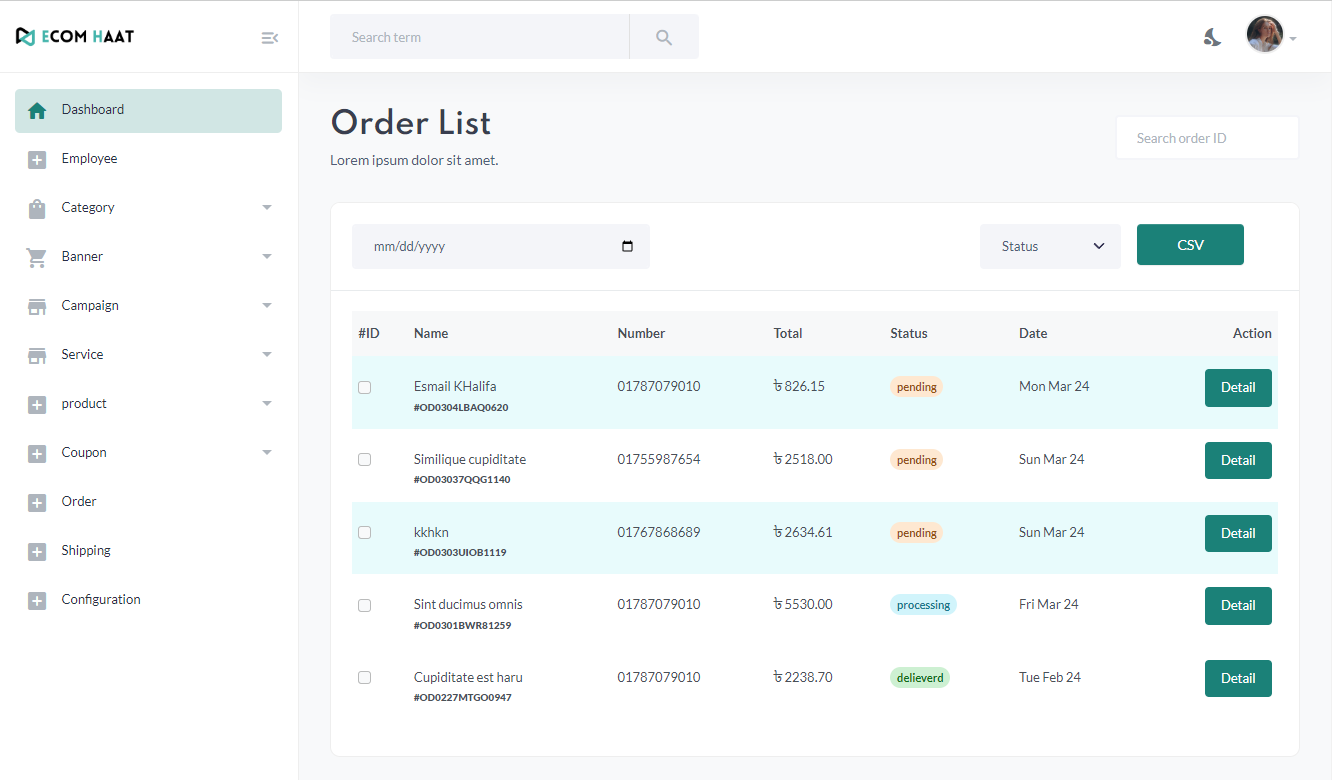 ECOM HAAT
Search term
Dashboard
Employee
Category
Banner
Campaign
Service
product
Coupon
Order
Shipping
Configuration
Order List
Lorem ipsum dolor sit amet.
Search order ID
mm/dd/yyyy
Status
CSV
#ID Name Number Total Status Date Action
Esmail KHalifa 01787079010 ৳ 826.15 pending Mon Mar 24 Detail
#OD0304LBAQ0620
Similique cupiditate 01755987654 ৳ 2518.00 pending Sun Mar 24 Detail
#OD03037QQG1140
kkhkn 01767868689 ৳ 2634.61 pending Sun Mar 24 Detail
#OD0303UIOB1119
Sint ducimus omnis 01787079010 ৳ 5530.00 processing Fri Mar 24 Detail
#OD0301BWR81259
Cupiditate est haru 01787079010 ৳ 2238.70 delieverd Tue Feb 24 Detail
#OD0227MTGO0947